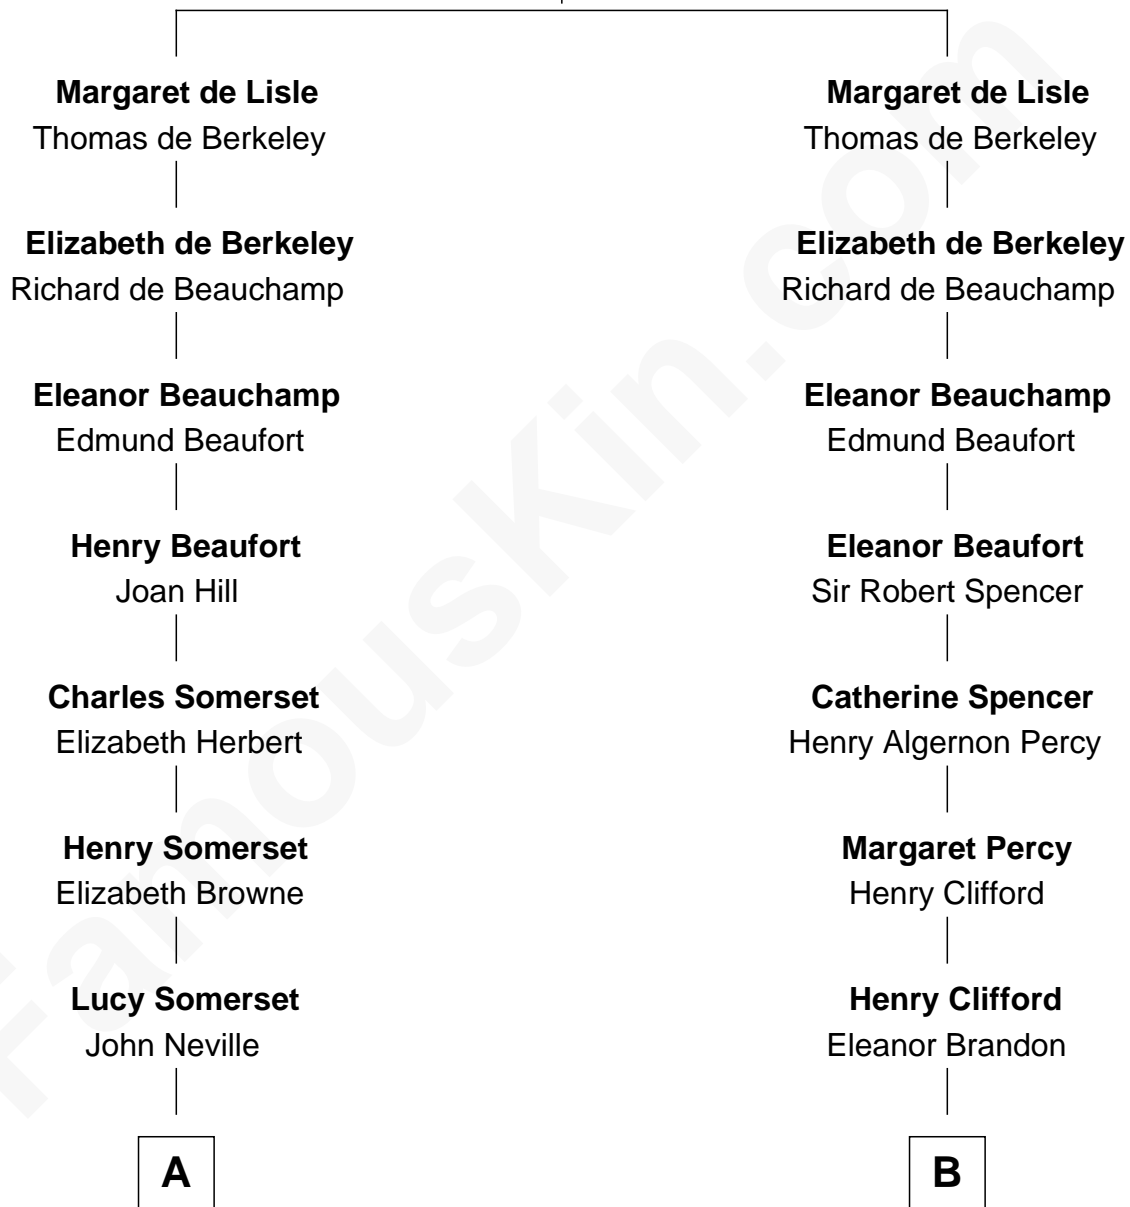 Margaret de Lisle
Thomas de Berkeley
Elizabeth de Berkeley
Richard de Beauchamp
Eleanor Beauchamp
Edmund Beaufort
Henry Beaufort
Joan Hill
Charles Somerset
Elizabeth Herbert
Henry Somerset
Elizabeth Browne
Lucy Somerset
John Neville
A
Margaret de Lisle
Thomas de Berkeley
Elizabeth de Berkeley
Richard de Beauchamp
Eleanor Beauchamp
Edmund Beaufort
Eleanor Beaufort
Sir Robert Spencer
Catherine Spencer
Henry Algernon Percy
Margaret Percy
Henry Clifford
Henry Clifford
Eleanor Brandon
B
FamousKin.com